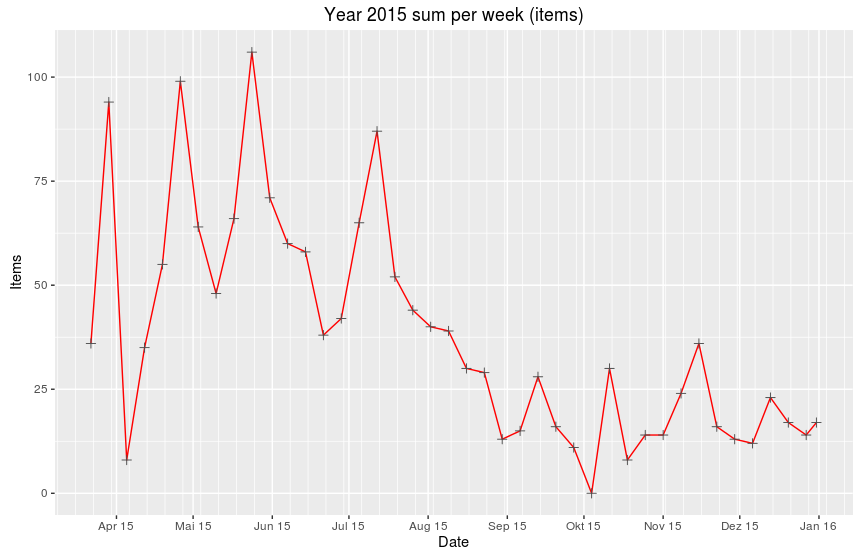 Year 2015 sum per week (items)
100
75
50
25
0
Items
Apr 15 Mai 15 Jun 15 Jul 15 Aug 15 Sep 15 Okt 15 Nov 15 Dez 15 Jan 16
Date